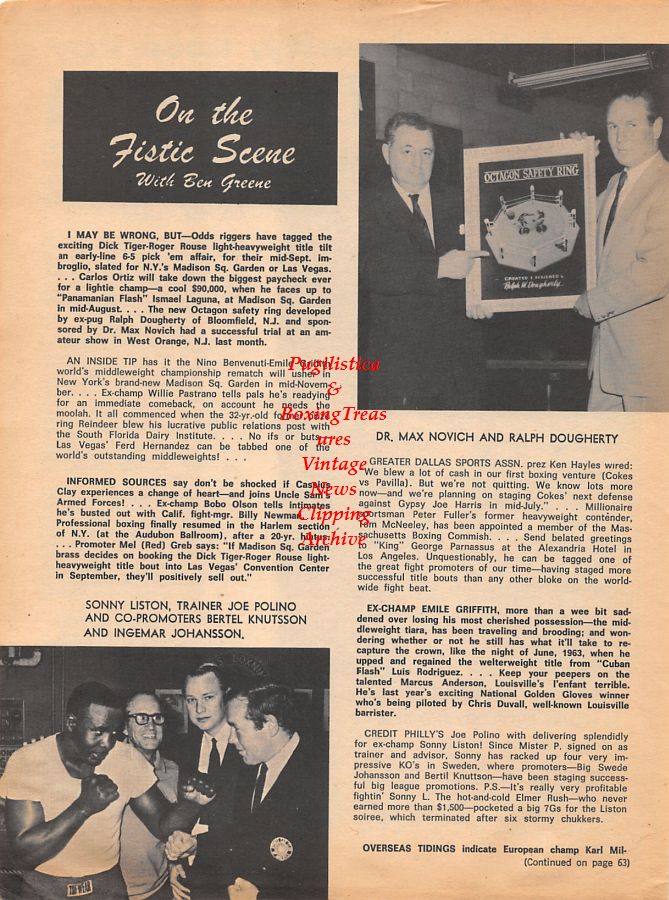 On the
Fistic Scene
With Ben Greene
I MAY BE WRONG, BUT—Odds riggers have tagged the
exciting Dick Tiger-Roger Rouse light-heavyweight title tilt
an early-line 6-5 pick 'em affair, for their mid-Sept. im-
broglio, slated for N.Y.'s Madison Sq. Garden or Las Vegas.
. . . . Carlos Ortiz will take down the biggest paycheck ever
for a lightie champ—a cool $90,000, when he faces up to
"Panamanian Flash" Ismael Laguna, at Madison Sq. Garden
in mid-August. . . . The new Octagon safety ring developed
by ex-pug Ralph Dougherty of Bloomfield, N.J. and spon-
sored by Dr. Max Novich had a successful trial at an am-
ateur show in West Orange, N.J. last month.
AN INSIDE TIP has it the Nino Benvenuti-Emile Griffith
world's middleweight championship rematch will usher in
New York's brand-new Madison Sq. Garden in mid-Novem-
ber. . . . Ex-champ Willie Pastrano tells pals he's readying
for an immediate comeback, on account he needs the
moolah. It all commenced when the 32-yr.-old former
ring Reindeer blew his lucrative public relations post with
the South Florida Dairy Institute. . . . No ifs or buts
Las Vegas' Ferd Hernandez can be tabbed one of the
world's outstanding middleweights! . . .
INFORMED SOURCES say don't be shocked if Cassius
Clay experiences a change of heart—and joins Uncle Sam's
Armed Forces! . . . Ex-champ Bobo Olson tells intimates
he's busted out with Calif. fight-mgr. Billy Newman. . . .
Professional boxing finally resumed in the Harlem section
of N.Y. (at the Audubon Ballroom), after a 20-yr. hiatus.
. . . Promoter Mel (Red) Greb says: "If Madison Sq. Garden
brass decides on booking the Dick Tiger-Roger Rouse light-
heavyweight title bout into Las Vegas' Convention Center
in September, they'll positively sell out."
SONNY LISTON, TRAINER JOE POLINO
AND CO-PROMOTERS BERTEL KNUTSSON
AND INGEMAR JOHANSSON.
TUF-WEAR
OCTAGON SAFETY RING
CREATED & DESIGNED by
Ralph W. Dougherty
DR. MAX NOVICH AND RALPH DOUGHERTY
GREATER DALLAS SPORTS ASSN. prez Ken Hayles wired:
"We blew a lot of cash in our first boxing venture (Cokes
vs Pavilla). But we're not quitting. We know lots more
now—and we're planning on staging Cokes' next defense
against Gypsy Joe Harris in mid-July." . . . Millionaire
sportsman Peter Fuller's former heavyweight contender,
Tom McNeeley, has been appointed a member of the Mas-
sachusetts Boxing Commish. . . . Send belated greetings
to "King" George Parnassus at the Alexandria Hotel in
Los Angeles. Unquestionably, he can be tagged one of
the great fight promoters of our time—having staged more
successful title bouts than any other bloke on the world-
wide fight beat.
EX-CHAMP EMILE GRIFFITH, more than a wee bit sad-
dened over losing his most cherished possession—the mid-
dleweight tiara, has been traveling and brooding; and won-
dering whether or not he still has what it'll take to re-
capture the crown, like the night of June, 1963, when he
upped and regained the welterweight title from "Cuban
Flash" Luis Rodriguez. . . . Keep your peepers on the
talented Marcus Anderson, Louisville's l'enfant terrible.
He's last year's exciting National Golden Gloves winner
who's being piloted by Chris Duvall, well-known Louisville
barrister.
CREDIT PHILLY'S Joe Polino with delivering splendidly
for ex-champ Sonny Liston! Since Mister P. signed on as
trainer and advisor, Sonny has racked up four very im-
pressive KO's in Sweden, where promoters—Big Swede
Johansson and Bertil Knuttson—have been staging success-
ful big league promotions. P.S.—It's really very profitable
fightin' Sonny L. The hot-and-cold Elmer Rush—who never
earned more than $1,500—pocketed a big 7Gs for the Liston
soiree, which terminated after six stormy chukkers.
OVERSEAS TIDINGS indicate European champ Karl Mil-
(Continued on page 63)
Pugilistica
&
BoxingTreas
ures
Vintage
News
Clipping
Archive